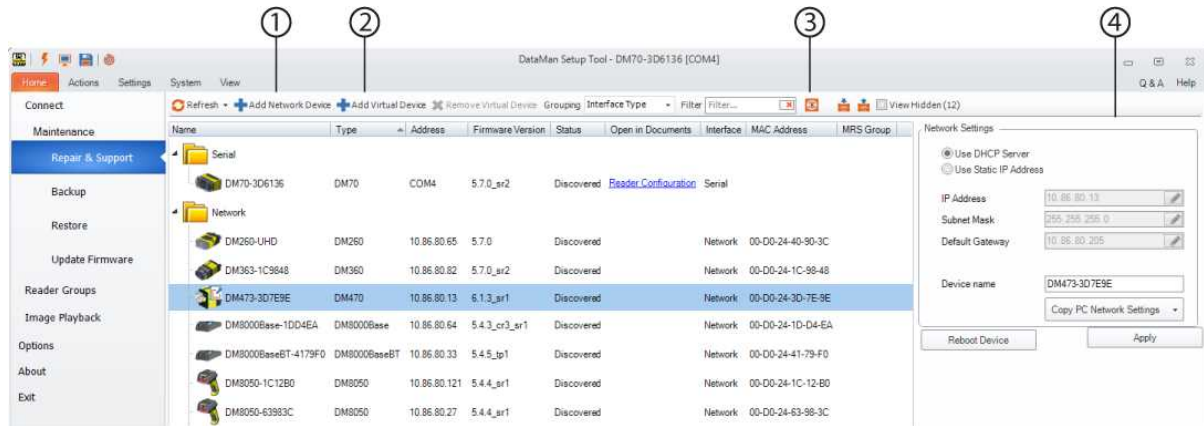 1 2 3 4
DataMan Setup Tool - DM70-3D6136 [COM4]
Home Actions Settings System View Q & A Help
Connect
Maintenance
Repair & Support
Backup
Restore
Update Firmware
Reader Groups
Image Playback
Options
About
Exit
Refresh Add Network Device Add Virtual Device Remove Virtual Device Grouping Interface Type Filter Filter... View Hidden (12)
Name Type Address Firmware Version Status Open in Documents Interface MAC Address MRS Group
Serial
DM70-3D6136 DM70 COM4 5.7.0_sr2 Discovered Reader Configuration Serial
Network
DM260-UHD DM260 10.86.80.65 5.7.0 Discovered Network 00-D0-24-40-90-3C
DM363-1C9848 DM360 10.86.80.82 5.7.0_sr2 Discovered Network 00-D0-24-1C-98-48
DM473-3D7E9E DM470 10.86.80.13 6.1.3_sr1 Discovered Network 00-D0-24-3D-7E-9E
DM8000Base-1DD4EA DM8000Base 10.86.80.64 5.4.3_cr3_sr1 Discovered Network 00-D0-24-1D-D4-EA
DM8000BaseBT-4179F0 DM8000BaseBT 10.86.80.33 5.4.5_tp1 Discovered Network 00-D0-24-41-79-F0
DM8050-1C12B0 DM8050 10.86.80.121 5.4.4_sr1 Discovered Network 00-D0-24-1C-12-B0
DM8050-63983C DM8050 10.86.80.27 5.4.4_sr1 Discovered Network 00-D0-24-63-98-3C
Network Settings
Use DHCP Server
Use Static IP Address
IP Address 10.86.80.13
Subnet Mask 255.255.255.0
Default Gateway 10.86.80.205
Device name DM473-3D7E9E
Copy PC Network Settings
Reboot Device Apply